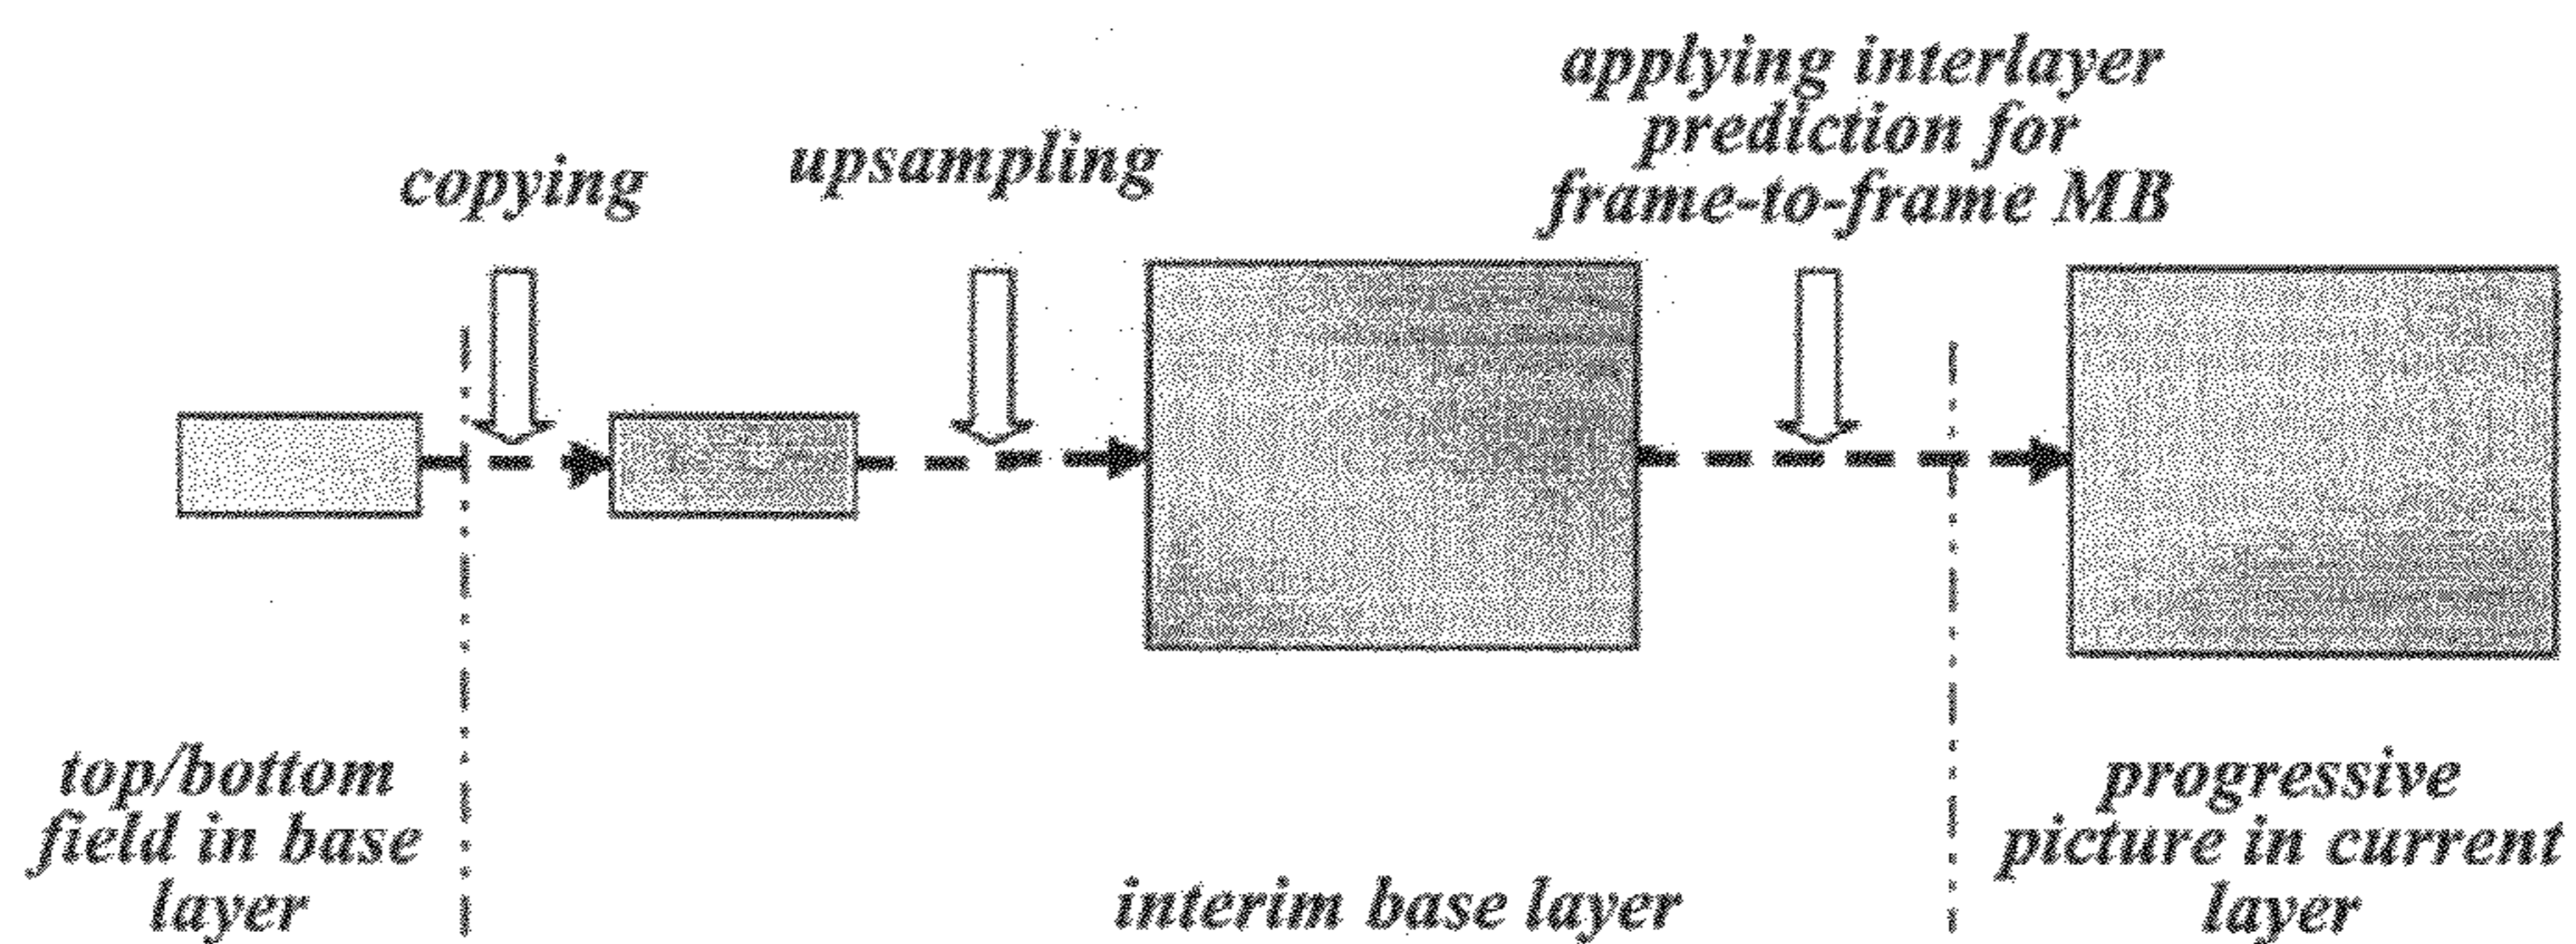 applying interlayer
prediction for
frame-to-frame MB
copying
upsampling
top/bottom
field in base
layer
interim base layer
progressive
picture in current
layer